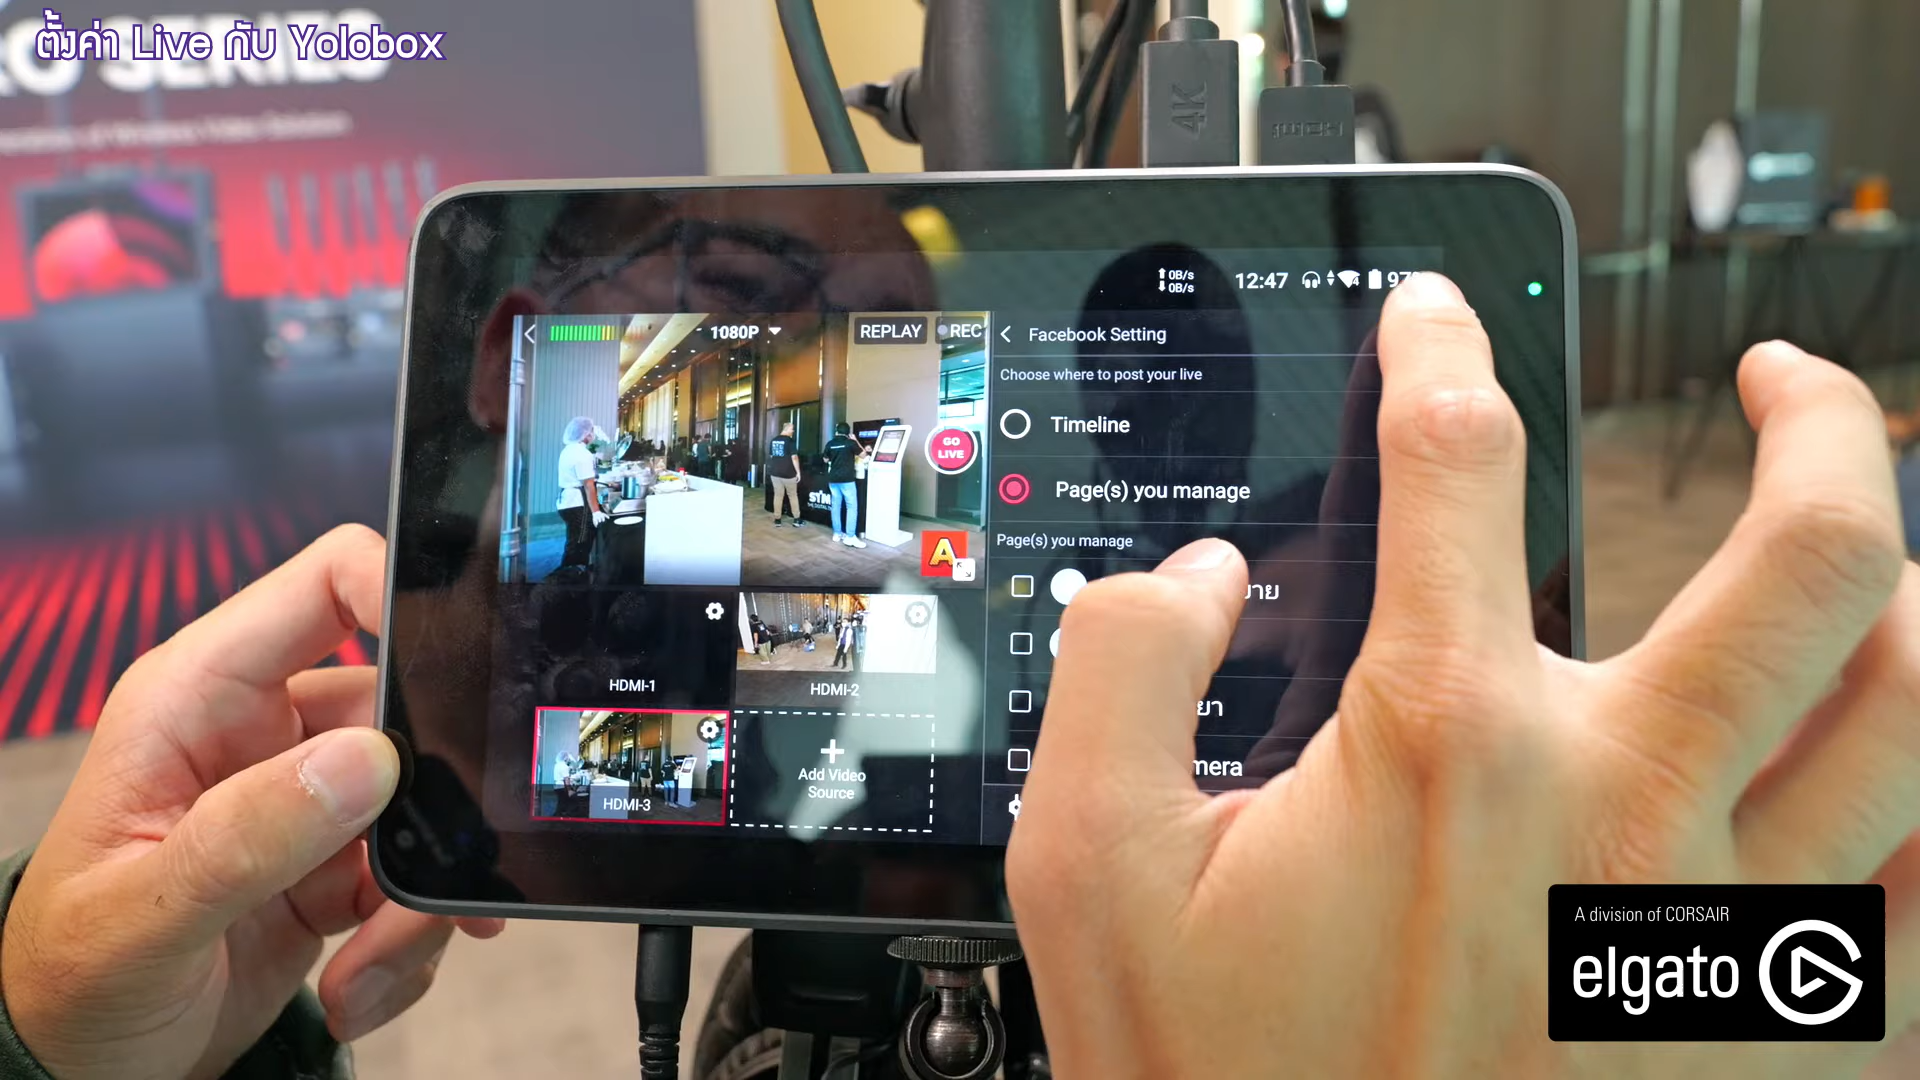 ตั้งค่า Live กับ Yolobox
SERIES
4K
HDMI
0B/s
0B/s
12:47
1080P
REPLAY
REC
Facebook Setting
Choose where to post your live
Timeline
GO
LIVE
Page(s) you manage
Page(s) you manage
A
HDMI-1
HDMI-2
HDMI-3
Add Video
Source
A division of CORSAIR
elgato